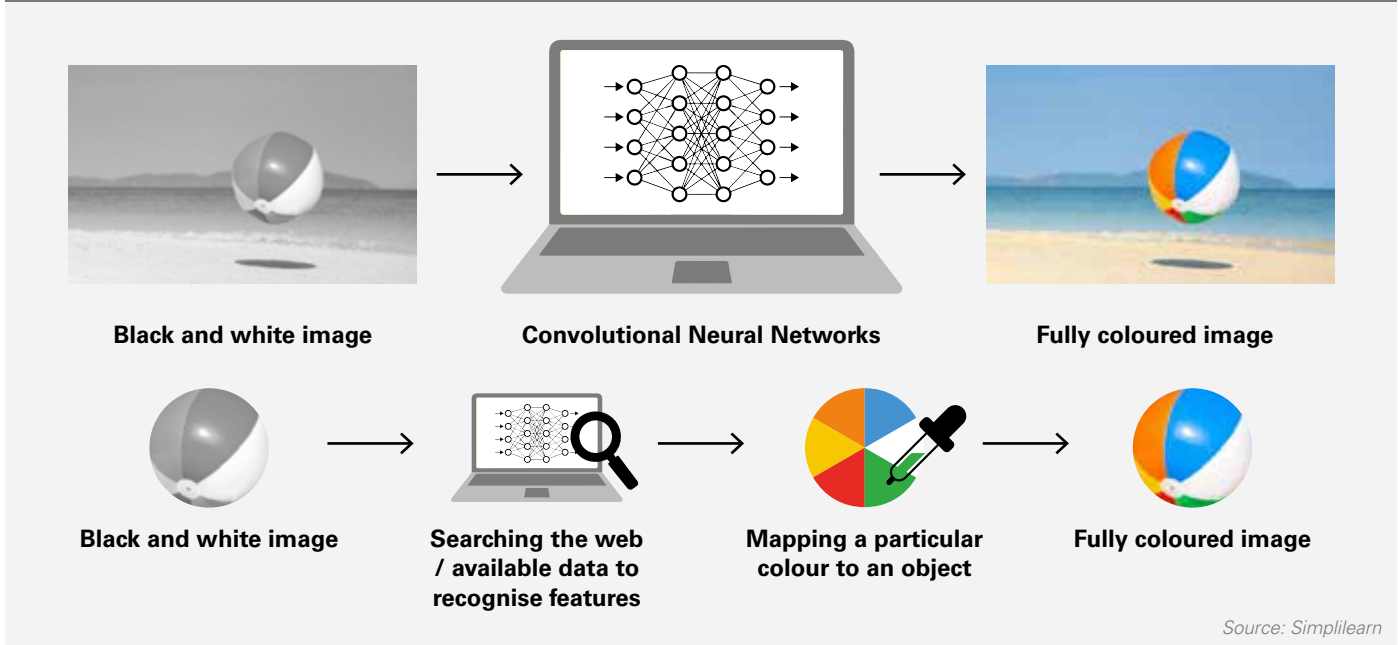 Black and white image
Convolutional Neural Networks
Fully coloured image
Black and white image
Searching the web
/ available data to
recognise features
Mapping a particular
colour to an object
Fully coloured image
Source: Simplilearn